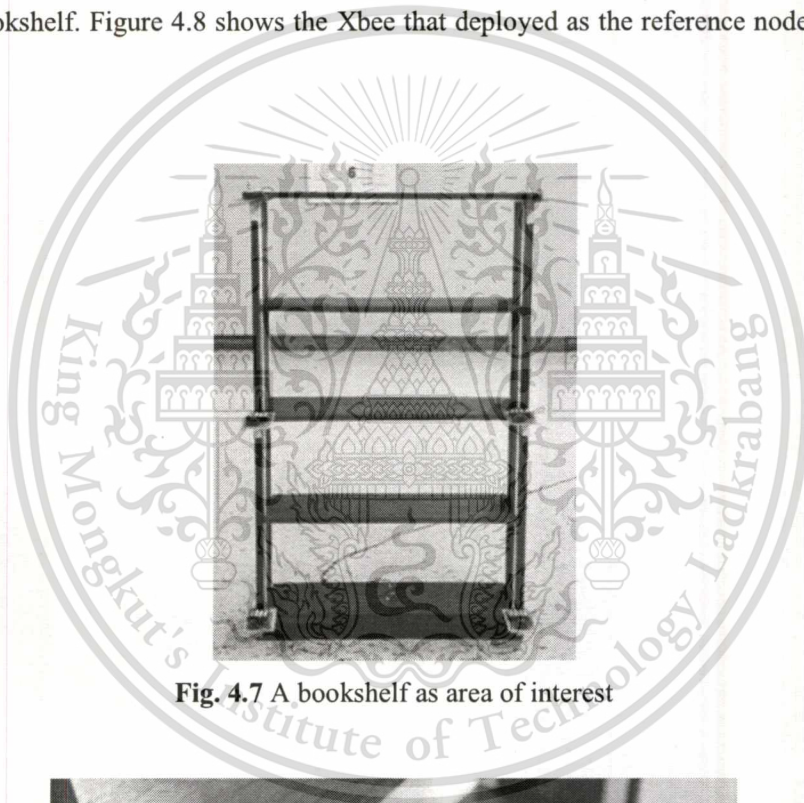 okshelf. Figure 4.8 shows the Xbee that deployed as the reference node
6
King Mongkut's Institute of Technology Ladkrabang
Fig. 4.7 A bookshelf as area of interest